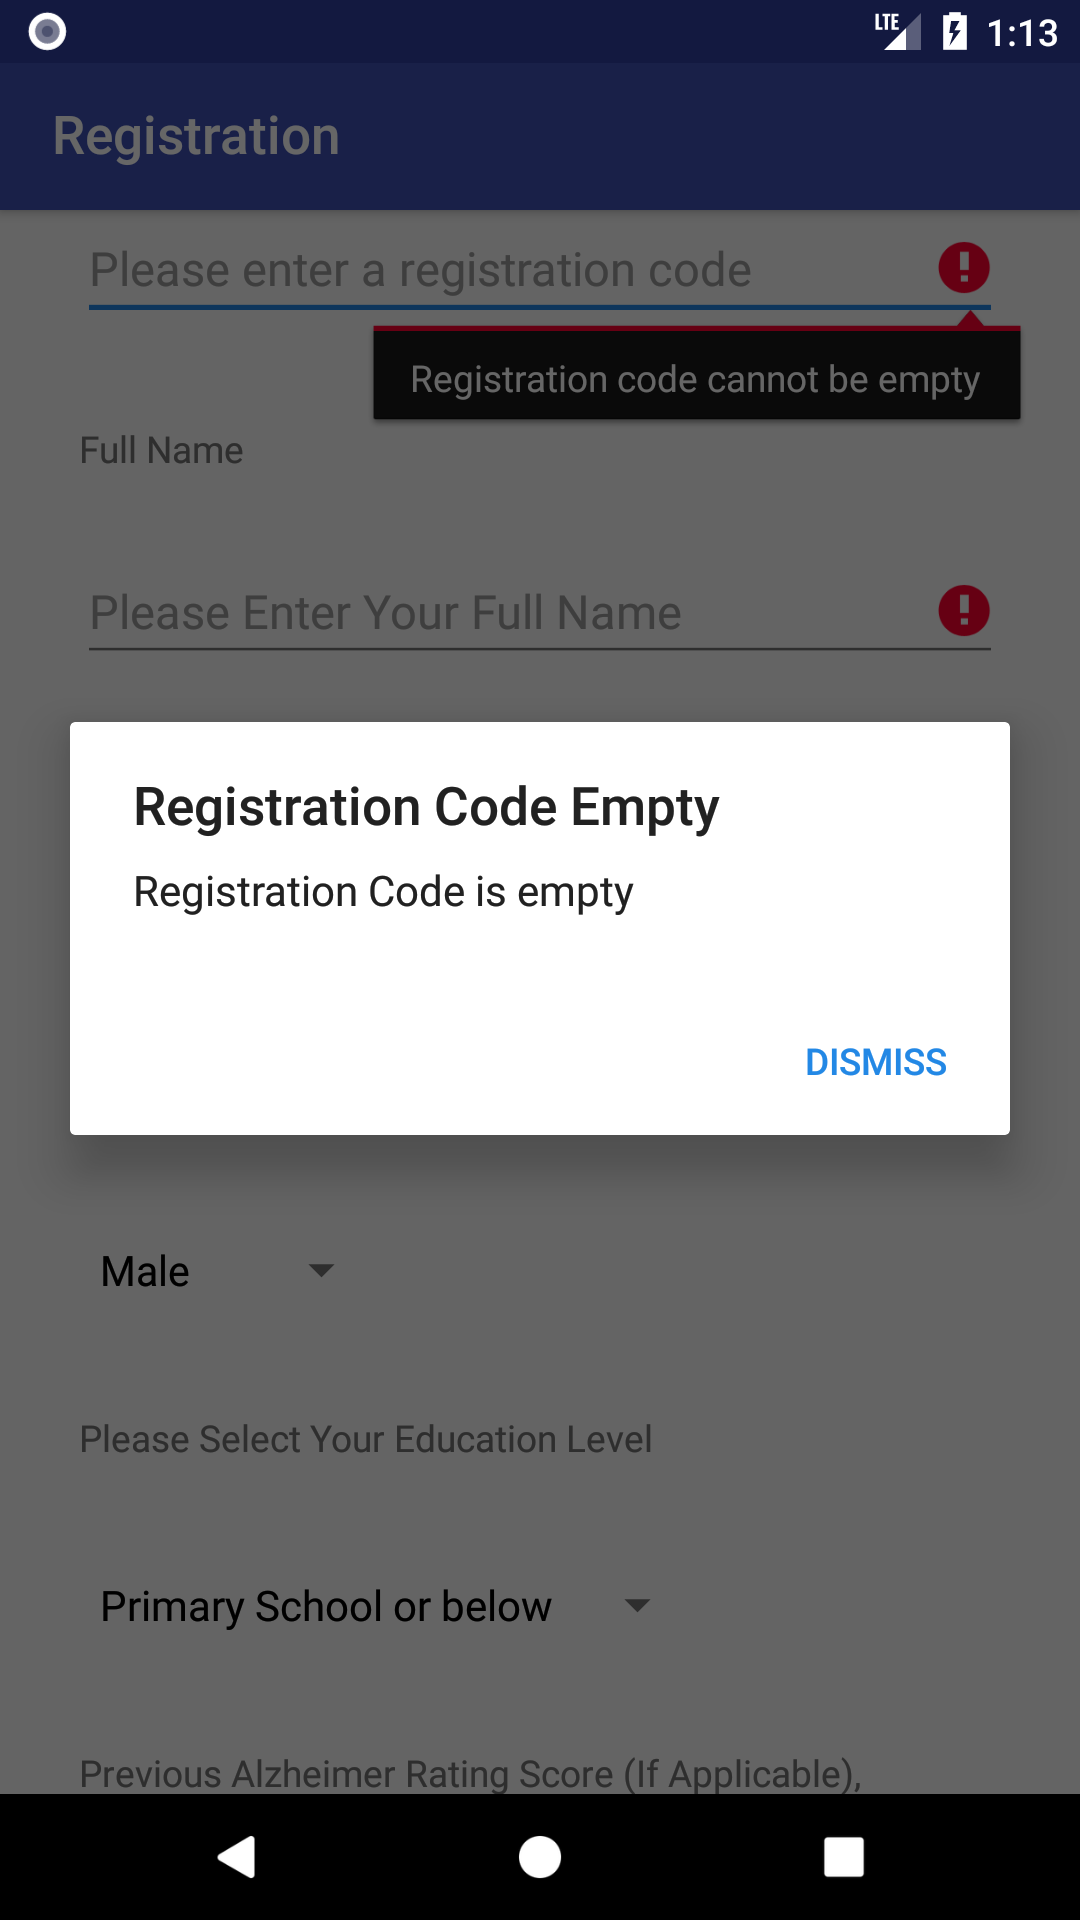 LTE 1:13
Registration
Please enter a registration code
Registration code cannot be empty
Full Name
Please Enter Your Full Name
Registration Code Empty
Registration Code is empty
DISMISS
Male
Please Select Your Education Level
Primary School or below
Previous Alzheimer Rating Score (If Applicable),